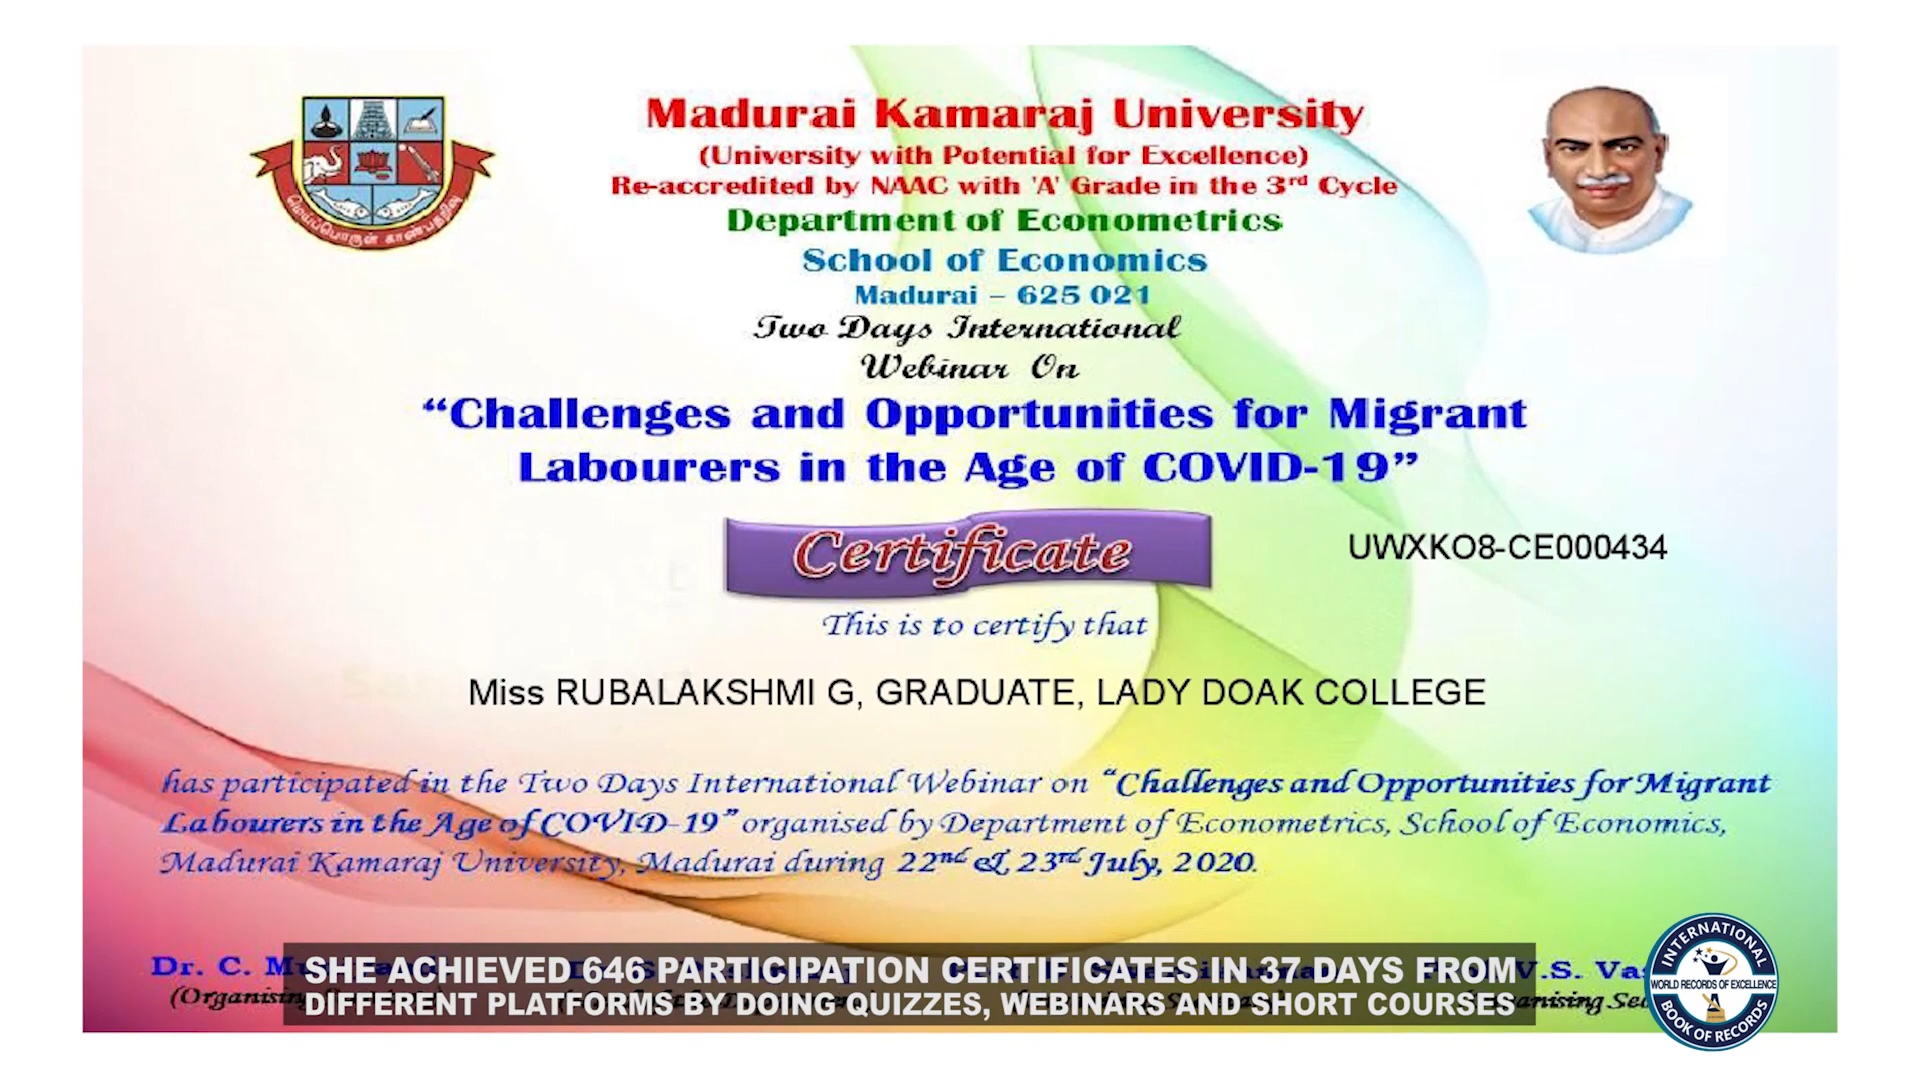 Madurai Kamaraj University
(University with Potential for Excellence)
Re-accredited by NAAC with 'A' Grade in the 3rd Cycle
Department of Econometrics
School of Economics
Madurai – 625 021
Two Days International
Webinar On
“Challenges and Opportunities for Migrant
Labourers in the Age of COVID-19”
Certificate
UWXKO8-CE000434
This is to certify that
Miss RUBALAKSHMI G, GRADUATE, LADY DOAK COLLEGE
has participated in the Two Days International Webinar on “Challenges and Opportunities for Migrant
Labourers in the Age of COVID-19” organised by Department of Econometrics, School of Economics,
Madurai Kamaraj University, Madurai during 22nd & 23rd July, 2020.
Dr. C.
V.S.
SHE ACHIEVED 646 PARTICIPATION CERTIFICATES IN 37 DAYS FROM
DIFFERENT PLATFORMS BY DOING QUIZZES, WEBINARS AND SHORT COURSES
INTERNATIONAL
WORLD RECORDS OF EXCELLENCE
BOOK OF RECORDS